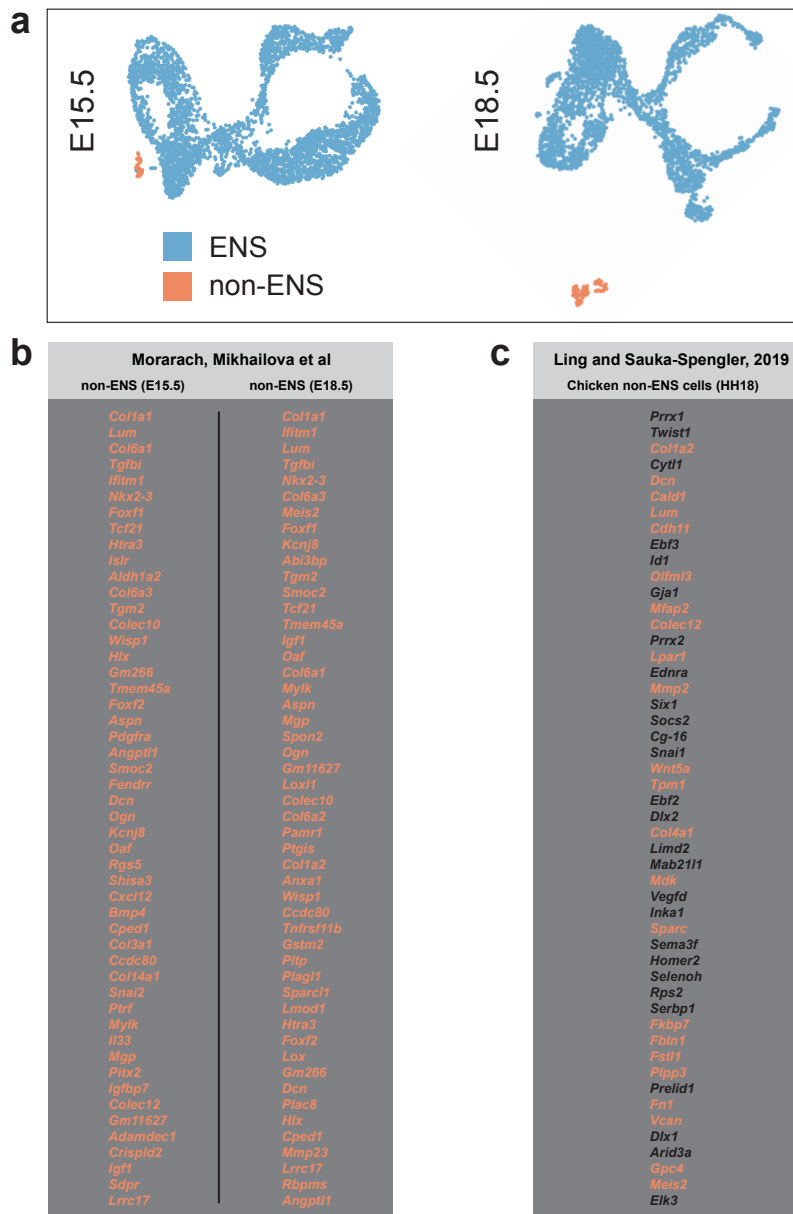 a
E15.5
E18.5
ENS
non-ENS
b
Morarach, Mikhailova et al
non-ENS (E15.5)
Col1a1
Lum
Col6a1
Tgfbi
Ifitm1
Nkx2-3
Foxf1
Tcf21
Htra3
Islr
Aldh1a2
Col6a3
Tgm2
Colec10
Wisp1
Hlx
Gm266
Tmem45a
Foxf2
Aspn
Pdgfra
Angptl1
Smoc2
Fendrr
Dcn
Ogn
Kcnj8
Oaf
Rgs5
Shisa3
Cxcl12
Bmp4
Cped1
Col3a1
Ccdc80
Col14a1
Snai2
Ptrf
Mylk
Il33
Mgp
Pitx2
Igfbp7
Colec12
Gm11627
Adamdec1
Crispld2
Igf1
Sdpr
Lrrc17
non-ENS (E18.5)
Col1a1
Ifitm1
Lum
Tgfbi
Nkx2-3
Col6a3
Meis2
Foxf1
Kcnj8
Abi3bp
Tgm2
Smoc2
Tcf21
Tmem45a
Igf1
Oaf
Col6a1
Mylk
Aspn
Mgp
Spon2
Ogn
Gm11627
Loxl1
Colec10
Col6a2
Pamr1
Ptgis
Col1a2
Anxa1
Wisp1
Ccdc80
Tnfrsf11b
Gstm2
Pltp
Plagl1
Sparcl1
Lmod1
Htra3
Foxf2
Lox
Gm266
Dcn
Plac8
Hlx
Cped1
Mmp23
Lrrc17
Rbpms
Angptl1
c
Ling and Sauka-Spengler, 2019
Chicken non-ENS cells (HH18)
Prrx1
Twist1
Col1a2
Cytl1
Dcn
Cald1
Lum
Cdh11
Ebf3
Id1
Olfml3
Gja1
Mfap2
Colec12
Prrx2
Lpar1
Ednra
Mmp2
Six1
Socs2
Cg-16
Snai1
Wnt5a
Tpm1
Ebf2
Dlx2
Col4a1
Limd2
Mab21l1
Mdk
Vegfd
Inka1
Sparc
Sema3f
Homer2
Selenoh
Rps2
Serbp1
Fkbp7
Fbln1
Fstl1
Plpp3
Prelid1
Fn1
Vcan
Dlx1
Arid3a
Gpc4
Meis2
Elk3